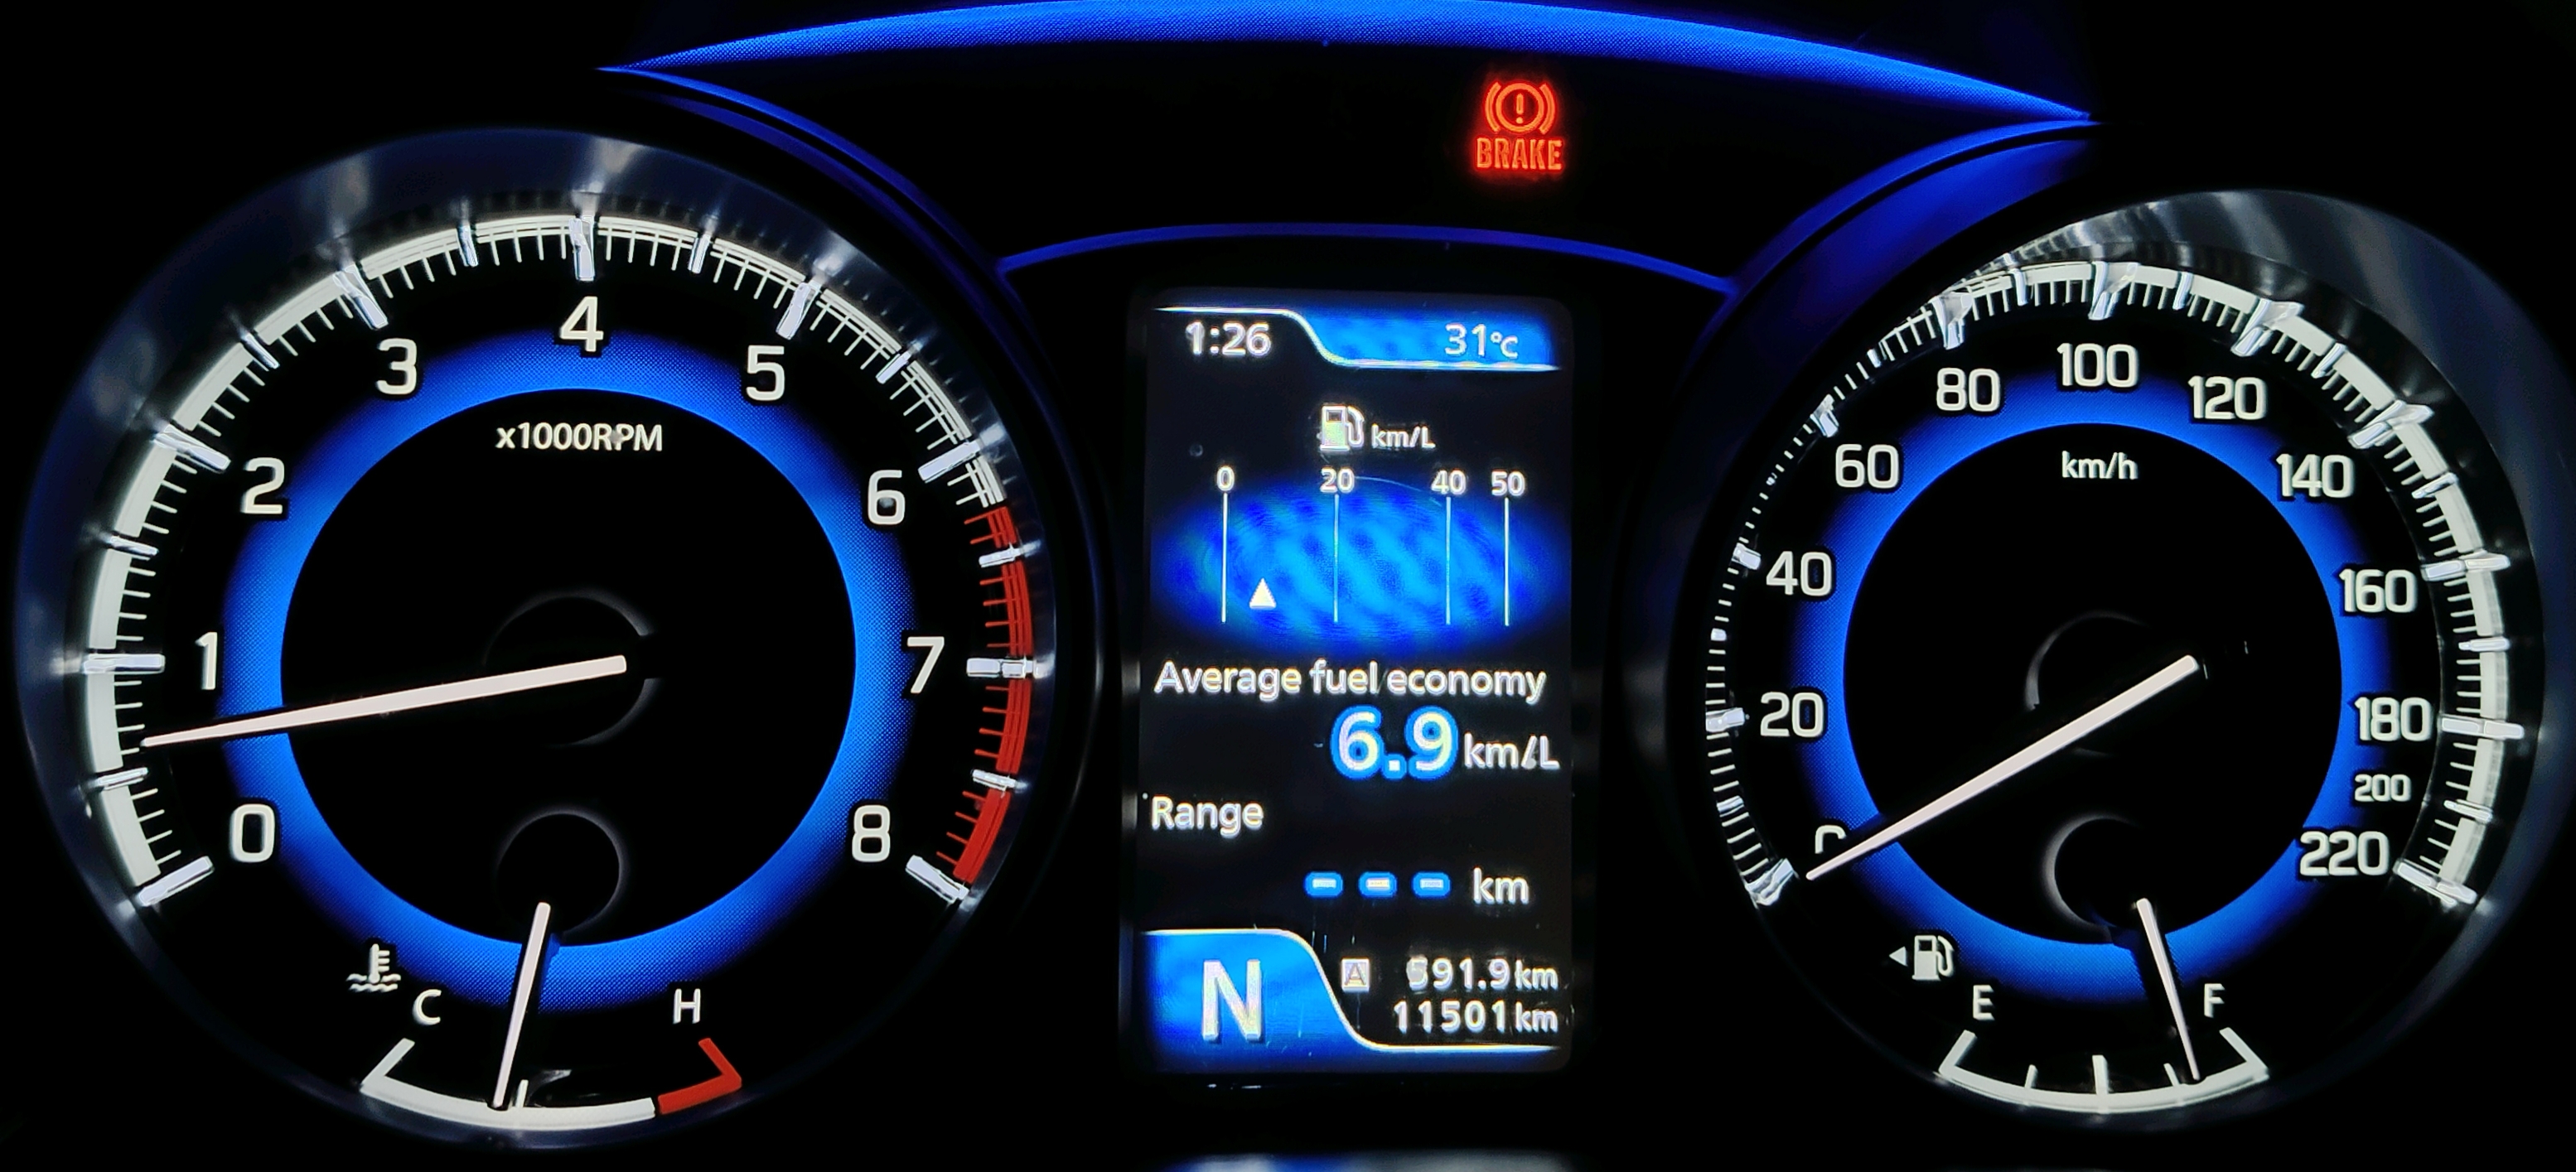 BRAKE
0
1
2
3
4
5
6
7
8
x1000RPM
C
H
1:26 31°C
km/L
0 20 40 50
Average fuel economy
6.9 km/L
Range
--- km
N
A 591.9 km
11501 km
20
40
60
80
100
120
140
160
180
200
220
km/h
E
F